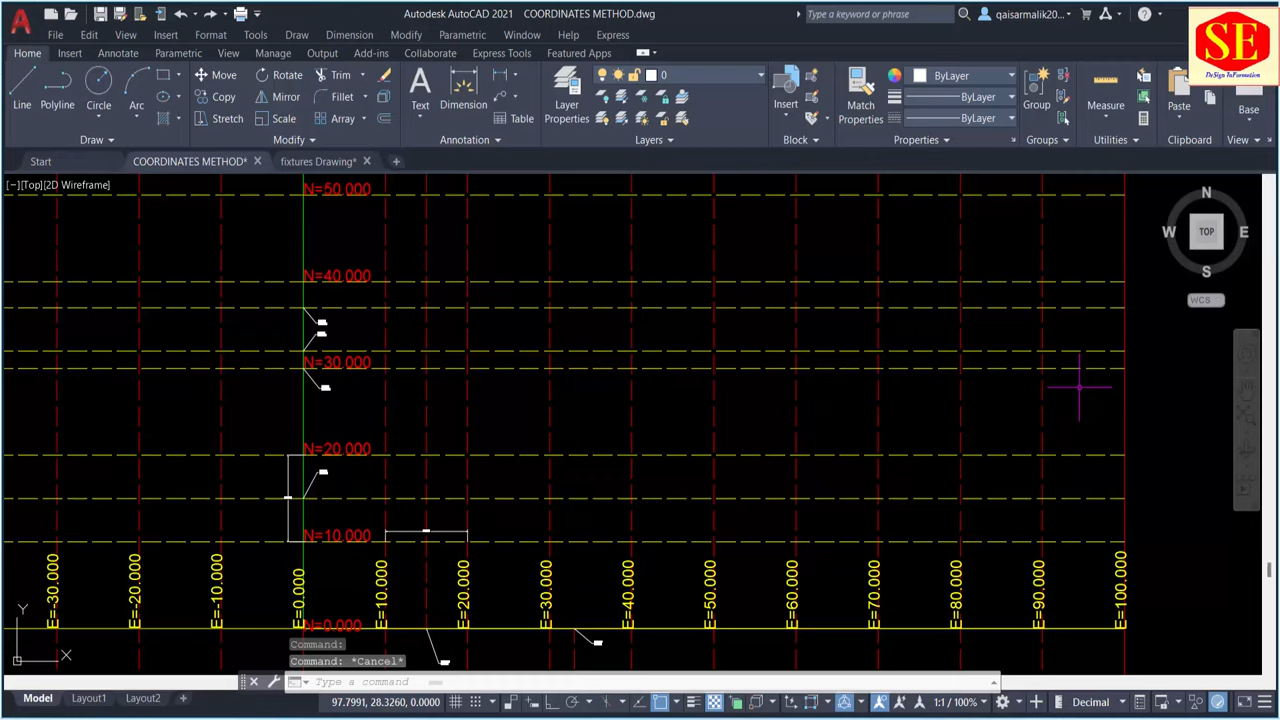 Autodesk AutoCAD 2021 COORDINATES METHOD.dwg
Type a keyword or phrase
qaisarmalik20...
SE
DeSign InFormation
File Edit View Insert Format Tools Draw Dimension Modify Parametric Window Help Express
Home Insert Annotate Parametric View Manage Output Add-ins Collaborate Express Tools Featured Apps
Line Polyline Circle Arc
Move Rotate Trim
Copy Mirror Fillet
Stretch Scale Array
Text Dimension Table
Layer Properties
0
Insert
Match Properties
ByLayer
ByLayer
ByLayer
Group
Measure
Paste
Base
Draw Modify Annotation Layers Block Properties Groups Utilities Clipboard View
Start COORDINATES METHOD* fixtures Drawing*
[−][Top][2D Wireframe]
N=50.000
N=40.000
N=30.000
N=20.000
N=10.000
N=0.000
E=-30.000 E=-20.000 E=-10.000 E=0.000 E=10.000 E=20.000 E=30.000 E=40.000 E=50.000 E=60.000 E=70.000 E=80.000 E=90.000 E=100.000
N
W TOP E
S
WCS
Y
X
Command:
Command: *Cancel*
Type a command
Model Layout1 Layout2
97.7991, 28.3260, 0.0000
1:1 / 100%
Decimal